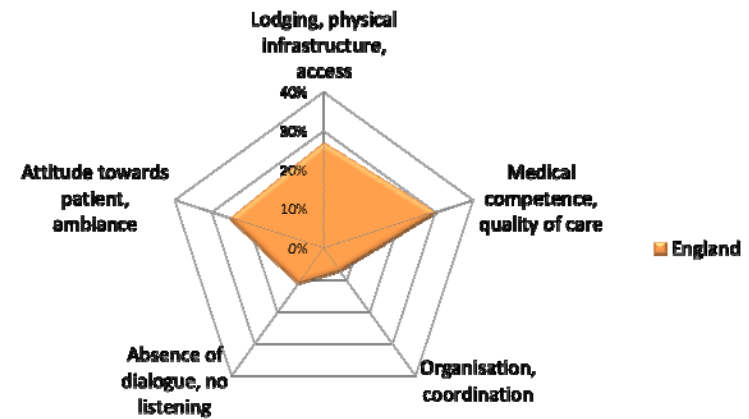 Lodging, physical
infrastructure,
access
40%
30%
20%
10%
0%
Attitude towards
patient,
ambiance
Medical
competence,
quality of care
England
Absence of
dialogue, no
listening
Organisation,
coordination